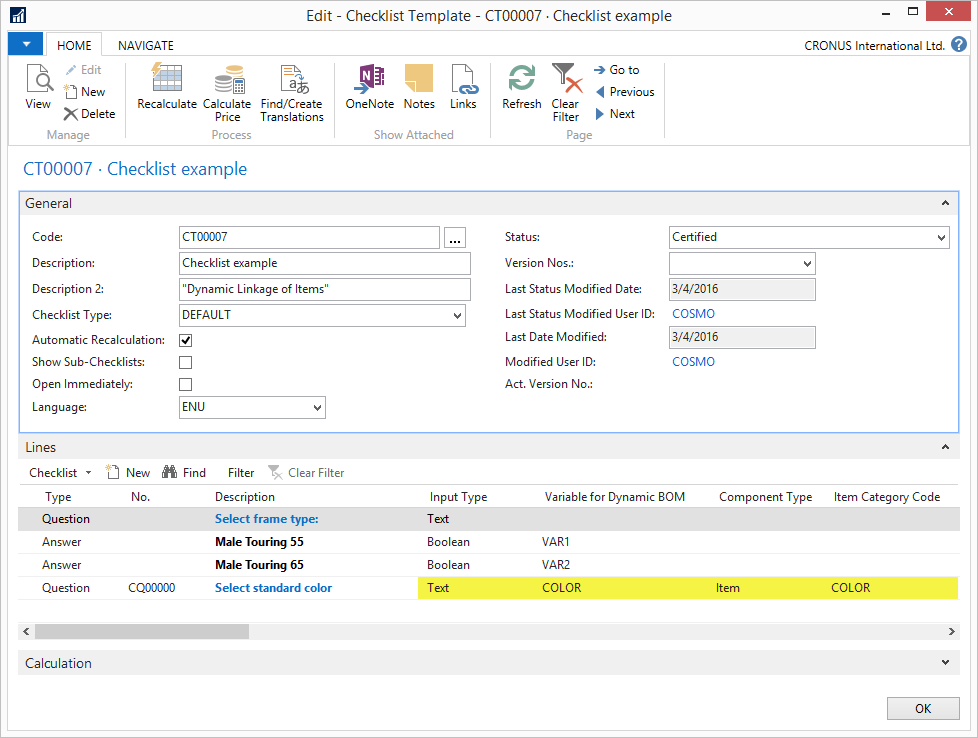 Edit - Checklist Template - CT00007 · Checklist example
HOME NAVIGATE CRONUS International Ltd. ?
View
Edit
New
Delete
Manage
Recalculate
Calculate Price
Find/Create Translations
Process
OneNote
Notes
Links
Show Attached
Refresh
Clear Filter
Go to
Previous
Next
Page
CT00007 · Checklist example
General
Code: CT00007 ...
Description: Checklist example
Description 2: "Dynamic Linkage of Items"
Checklist Type: DEFAULT
Automatic Recalculation:
Show Sub-Checklists:
Open Immediately:
Language: ENU
Status: Certified
Version Nos.:
Last Status Modified Date: 3/4/2016
Last Status Modified User ID: COSMO
Last Date Modified: 3/4/2016
Modified User ID: COSMO
Act. Version No.:
Lines
Checklist New Find Filter Clear Filter
Type No. Description Input Type Variable for Dynamic BOM Component Type Item Category Code
Question Select frame type: Text
Answer Male Touring 55 Boolean VAR1
Answer Male Touring 65 Boolean VAR2
Question CQ00000 Select standard color Text COLOR Item COLOR
Calculation
OK